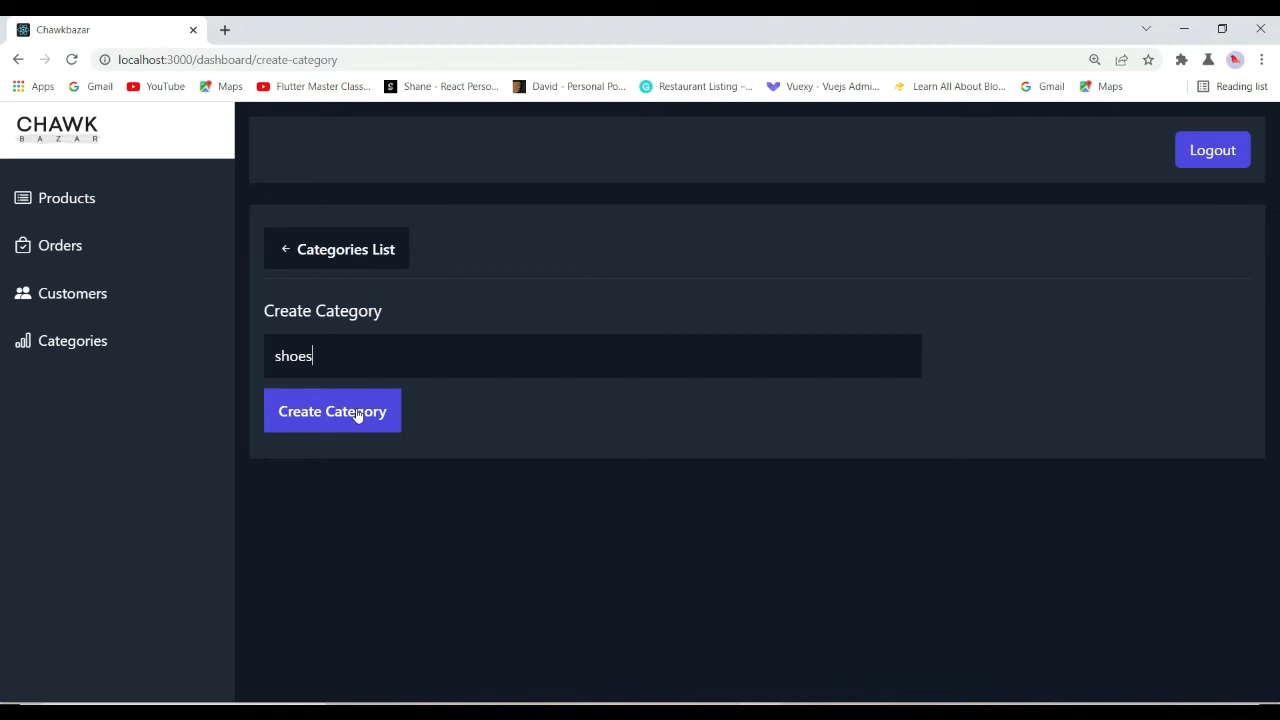 Chawkbazar
localhost:3000/dashboard/create-category
Apps Gmail YouTube Maps Flutter Master Class... Shane - React Perso... David - Personal Po... Restaurant Listing –... Vuexy - Vuejs Admi... Learn All About Blo... Gmail Maps Reading list
CHAWK
BAZAR
Logout
Products
Orders
Customers
Categories
← Categories List
Create Category
shoes
Create Category